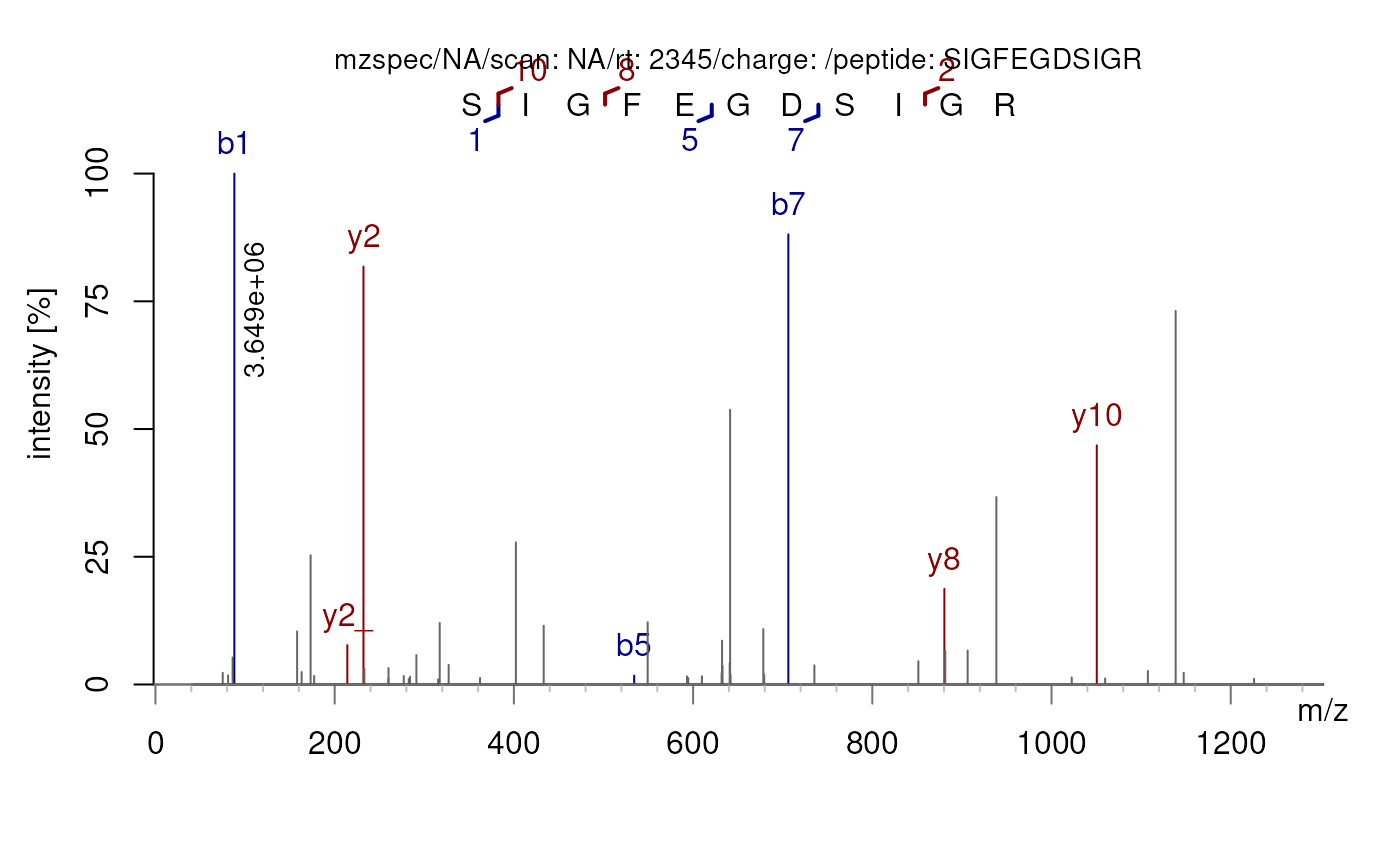 mzspec/NA/scan: NA/rt: 2345/charge: /peptide: SIGFEGDSIGR
10 8 2
S I G F E G D S I G R
1 5 7
b1
b7
y2
3.649e+06
y10
y8
y2
b5
intensity [%]
100
75
50
25
0
m/z
0 200 400 600 800 1000 1200